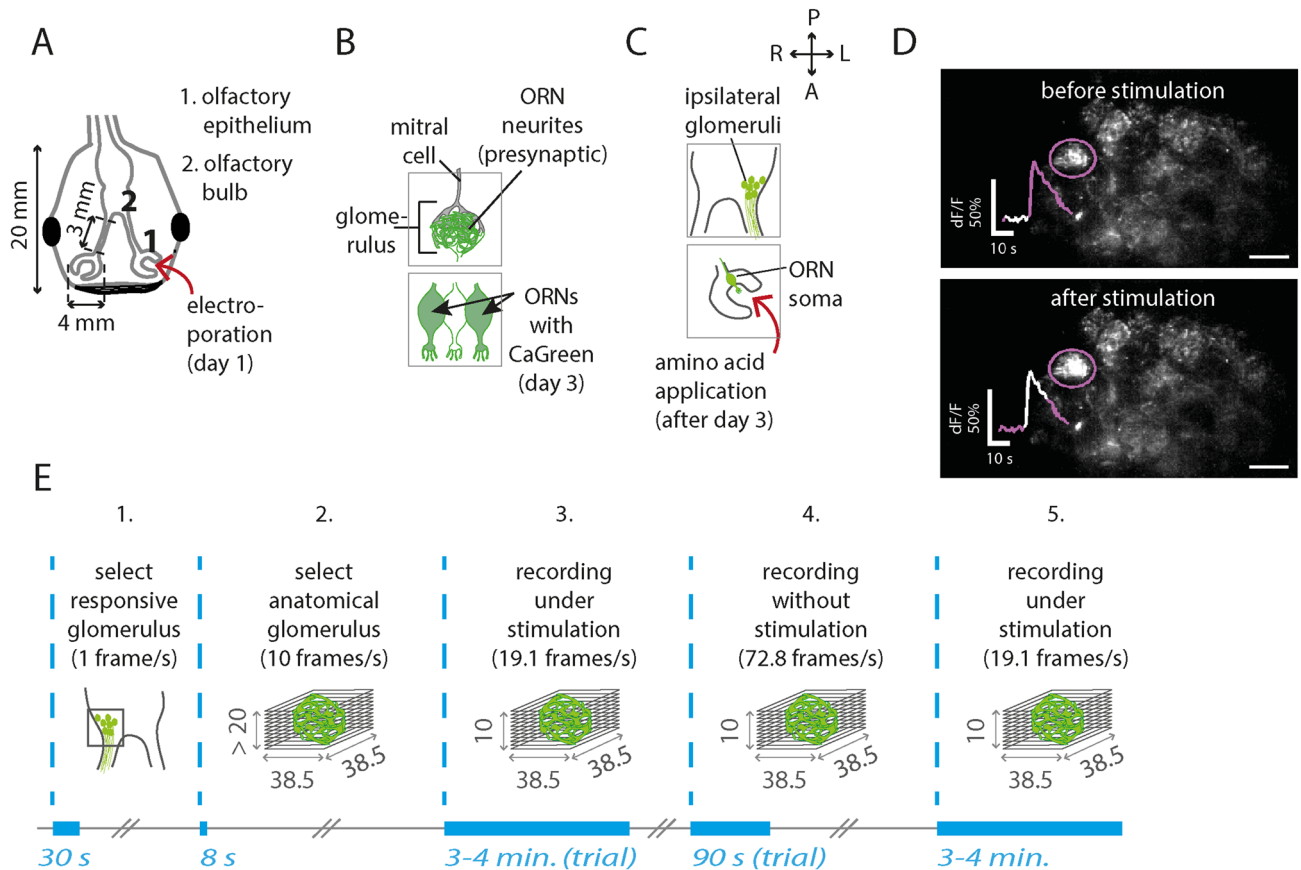 A
1. olfactory
epithelium
2. olfactory
bulb
20 mm
3 mm
2
1
4 mm
electro-
poration
(day 1)
B
mitral
cell
ORN
neurites
(presynaptic)
glome-
rulus
ORNs
with
CaGreen
(day 3)
C
P
R
L
A
ipsilateral
glomeruli
ORN
soma
amino acid
application
(after day 3)
D
before stimulation
dF/F
50%
10 s
after stimulation
dF/F
50%
10 s
E
1.
select
responsive
glomerulus
(1 frame/s)
30 s
2.
select
anatomical
glomerulus
(10 frames/s)
> 20
38.5
38.5
8 s
3.
recording
under
stimulation
(19.1 frames/s)
10
38.5
38.5
3-4 min. (trial)
4.
recording
without
stimulation
(72.8 frames/s)
10
38.5
38.5
90 s (trial)
5.
recording
under
stimulation
(19.1 frames/s)
10
38.5
38.5
3-4 min.